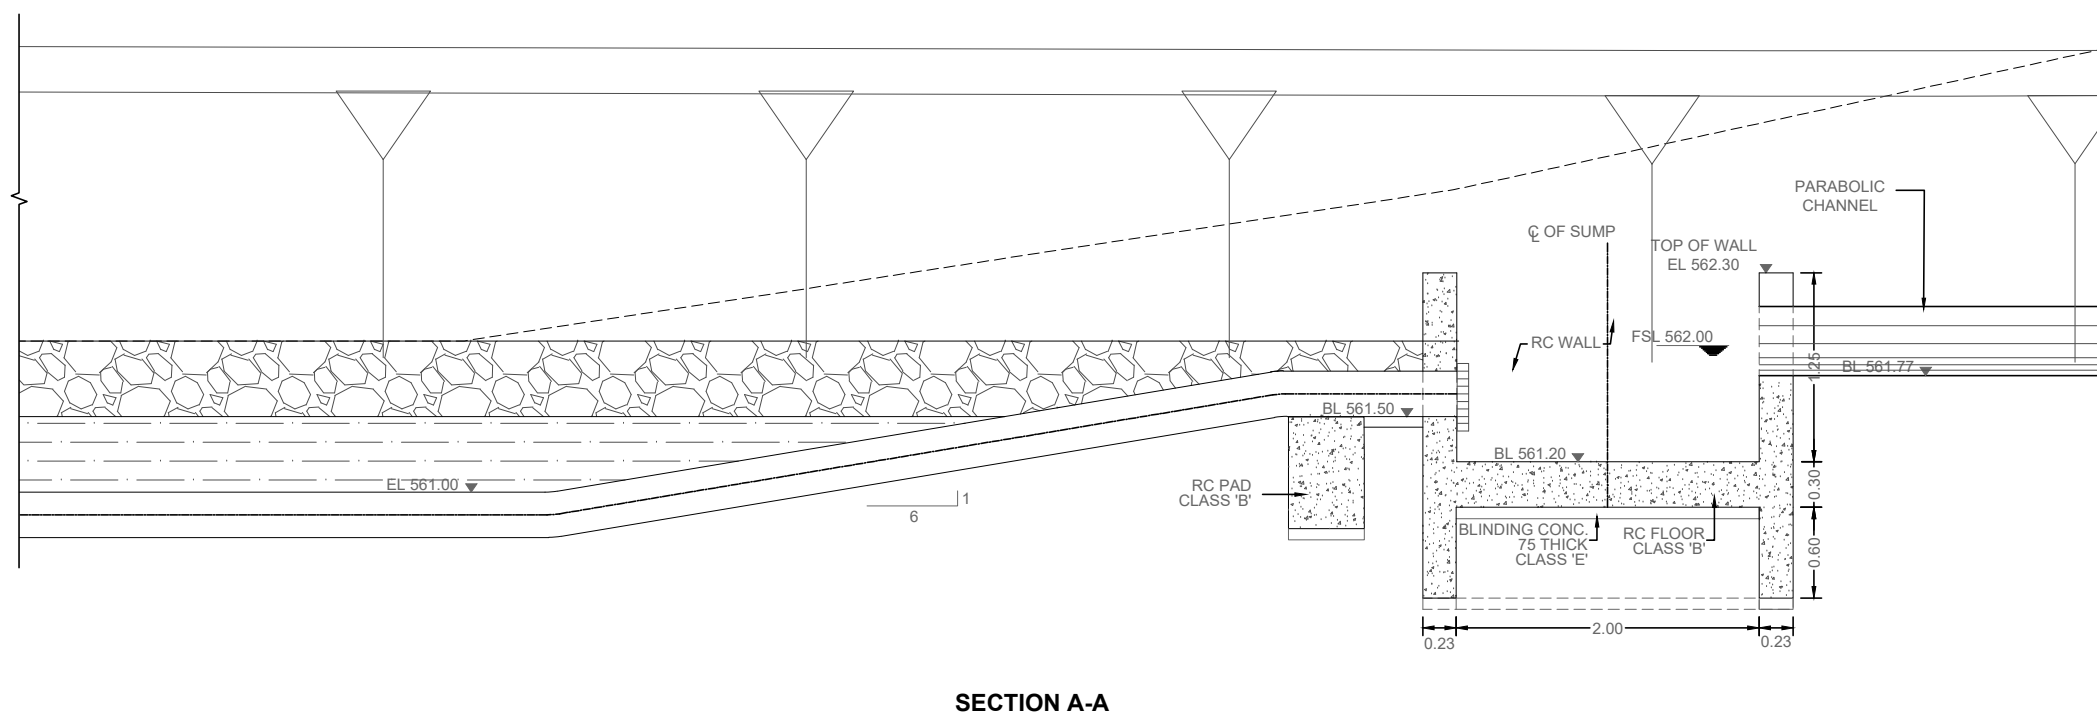 PARABOLIC
CHANNEL
℄ OF SUMP
TOP OF WALL
EL 562.30
RC WALL
FSL 562.00
1.25
BL 561.77
BL 561.50
BL 561.20
EL 561.00
1
6
RC PAD
CLASS 'B'
0.30
BLINDING CONC.
75 THICK
CLASS 'E'
RC FLOOR
CLASS 'B'
0.60
0.23
2.00
0.23
SECTION A-A